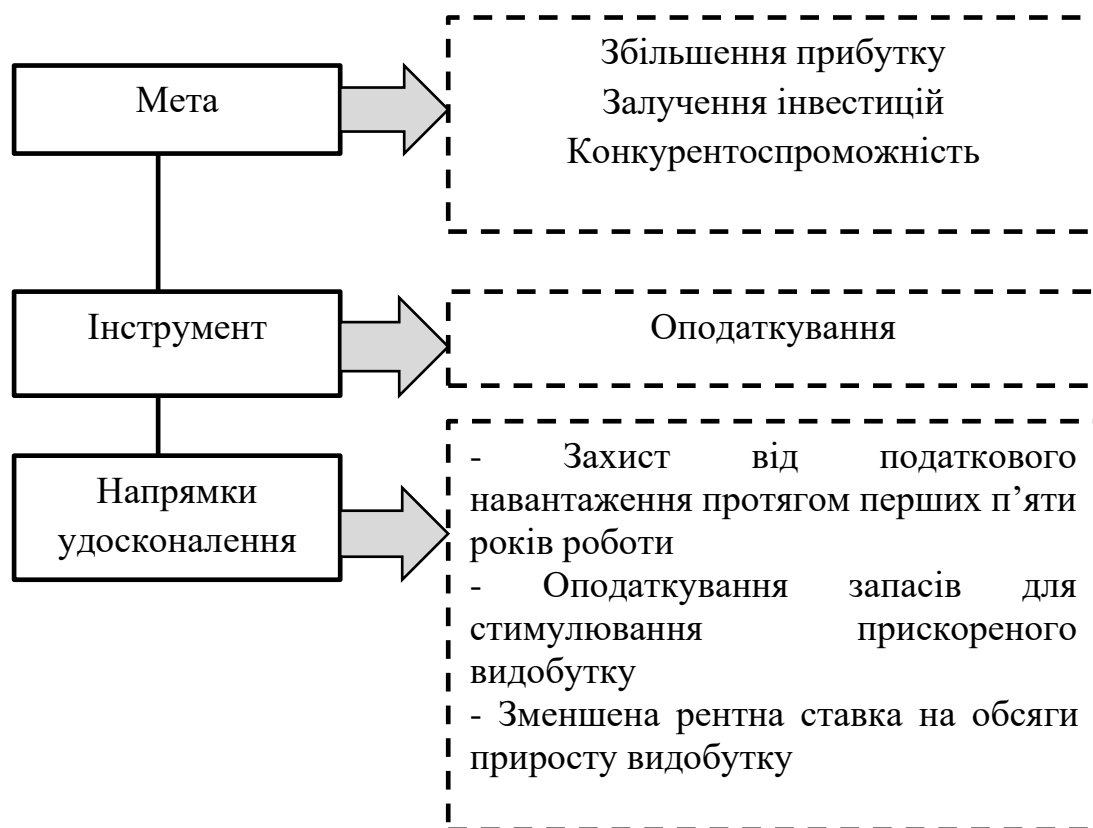 Мета
Збільшення прибутку
Залучення інвестицій
Конкурентоспроможність
Інструмент
Оподаткування
Напрямки
удосконалення
- Захист від податкового
навантаження протягом перших п’яти
років роботи
- Оподаткування запасів для
стимулювання прискореного
видобутку
- Зменшена рентна ставка на обсяги
приросту видобутку